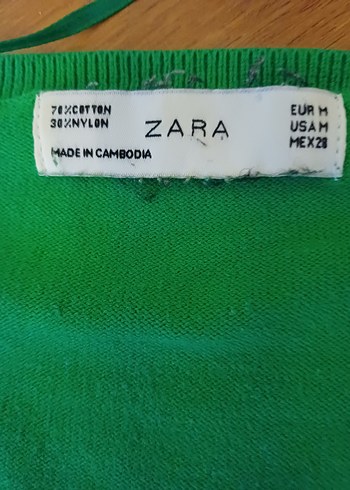 70%COTTON
30%NYLON
MADE IN CAMBODIA
ZARA
EUR M
USA M
MEX 28